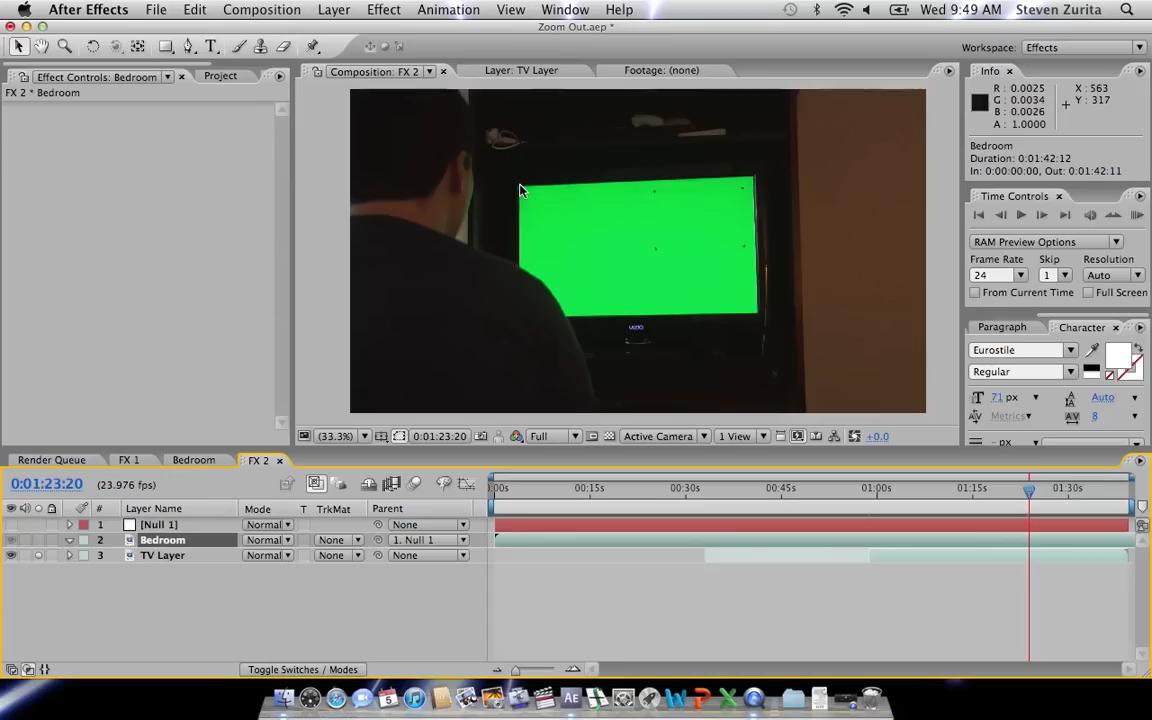 After Effects File Edit Composition Layer Effect Animation View Window Help Wed 9:49 AM Steven Zurita
Zoom Out.aep *
Workspace: Effects
Effect Controls: Bedroom Project
Composition: FX 2 Layer: TV Layer Footage: (none)
Info
FX 2 * Bedroom
R : 0.0025 X : 563
G : 0.0034 Y : 317
B : 0.0026
A : 1.0000
Bedroom
Duration: 0:01:42:12
In: 0:00:00:00, Out: 0:01:42:11
Time Controls
RAM Preview Options
Frame Rate Skip Resolution
24 1 Auto
From Current Time Full Screen
Paragraph Character
Eurostile
Regular
T 71 px Auto
AV Metrics AV 8
px
VIZIO
(33.3%) 0:01:23:20 Full Active Camera 1 View +0.0
Render Queue FX 1 Bedroom FX 2
0:01:23:20 (23.976 fps)
:00s 00:15s 00:30s 00:45s 01:00s 01:15s 01:30s
# Layer Name Mode T TrkMat Parent
1 [Null 1] Normal None
2 Bedroom Normal None 1. Null 1
3 TV Layer Normal None None
Toggle Switches / Modes